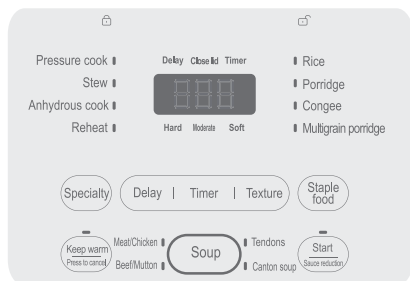 Pressure cook
Stew
Anhydrous cook
Reheat
Delay Close lid Timer
Hard Moderate Soft
Rice
Porridge
Congee
Multigrain porridge
Specialty
Delay | Timer | Texture
Staple
food
Keep warm
Press to cancel
Meat/Chicken
Beef/Mutton
Soup
Tendons
Canton soup
Start
Sauce reduction